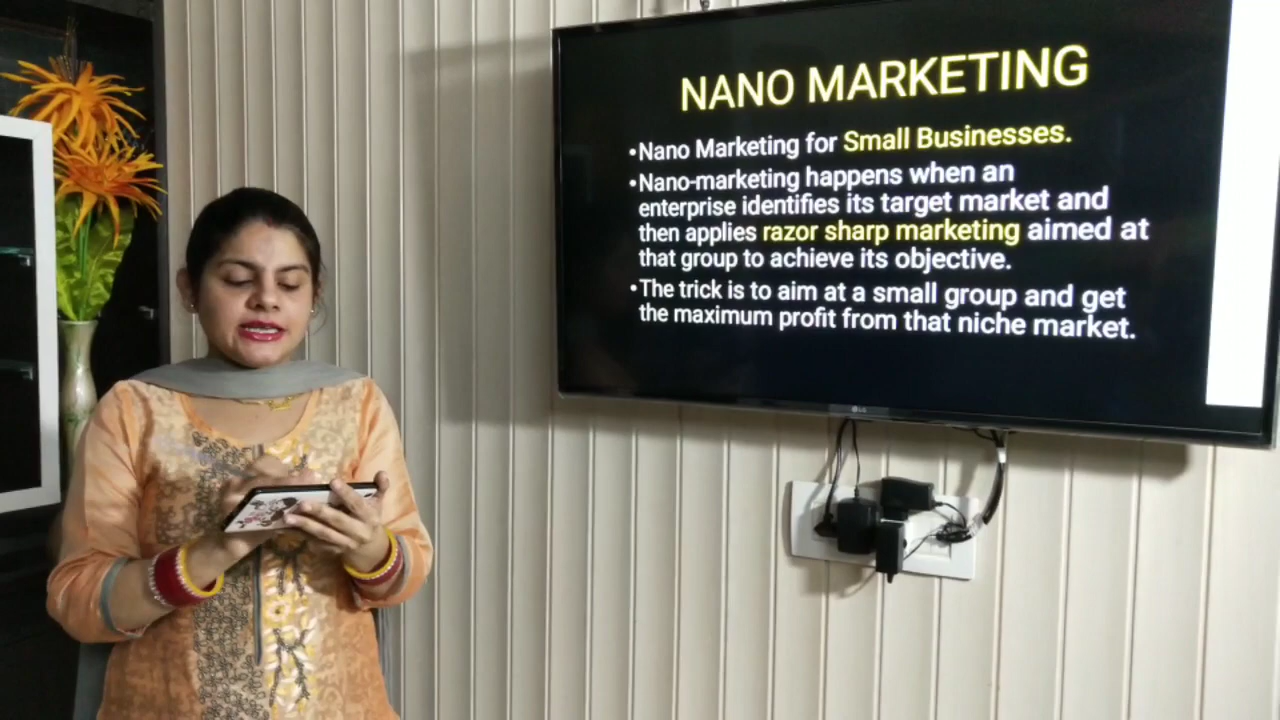 NANO MARKETING
•Nano Marketing for Small Businesses.
•Nano-marketing happens when an
enterprise identifies its target market and
then applies razor sharp marketing aimed at
that group to achieve its objective.
•The trick is to aim at a small group and get
the maximum profit from that niche market.
LG